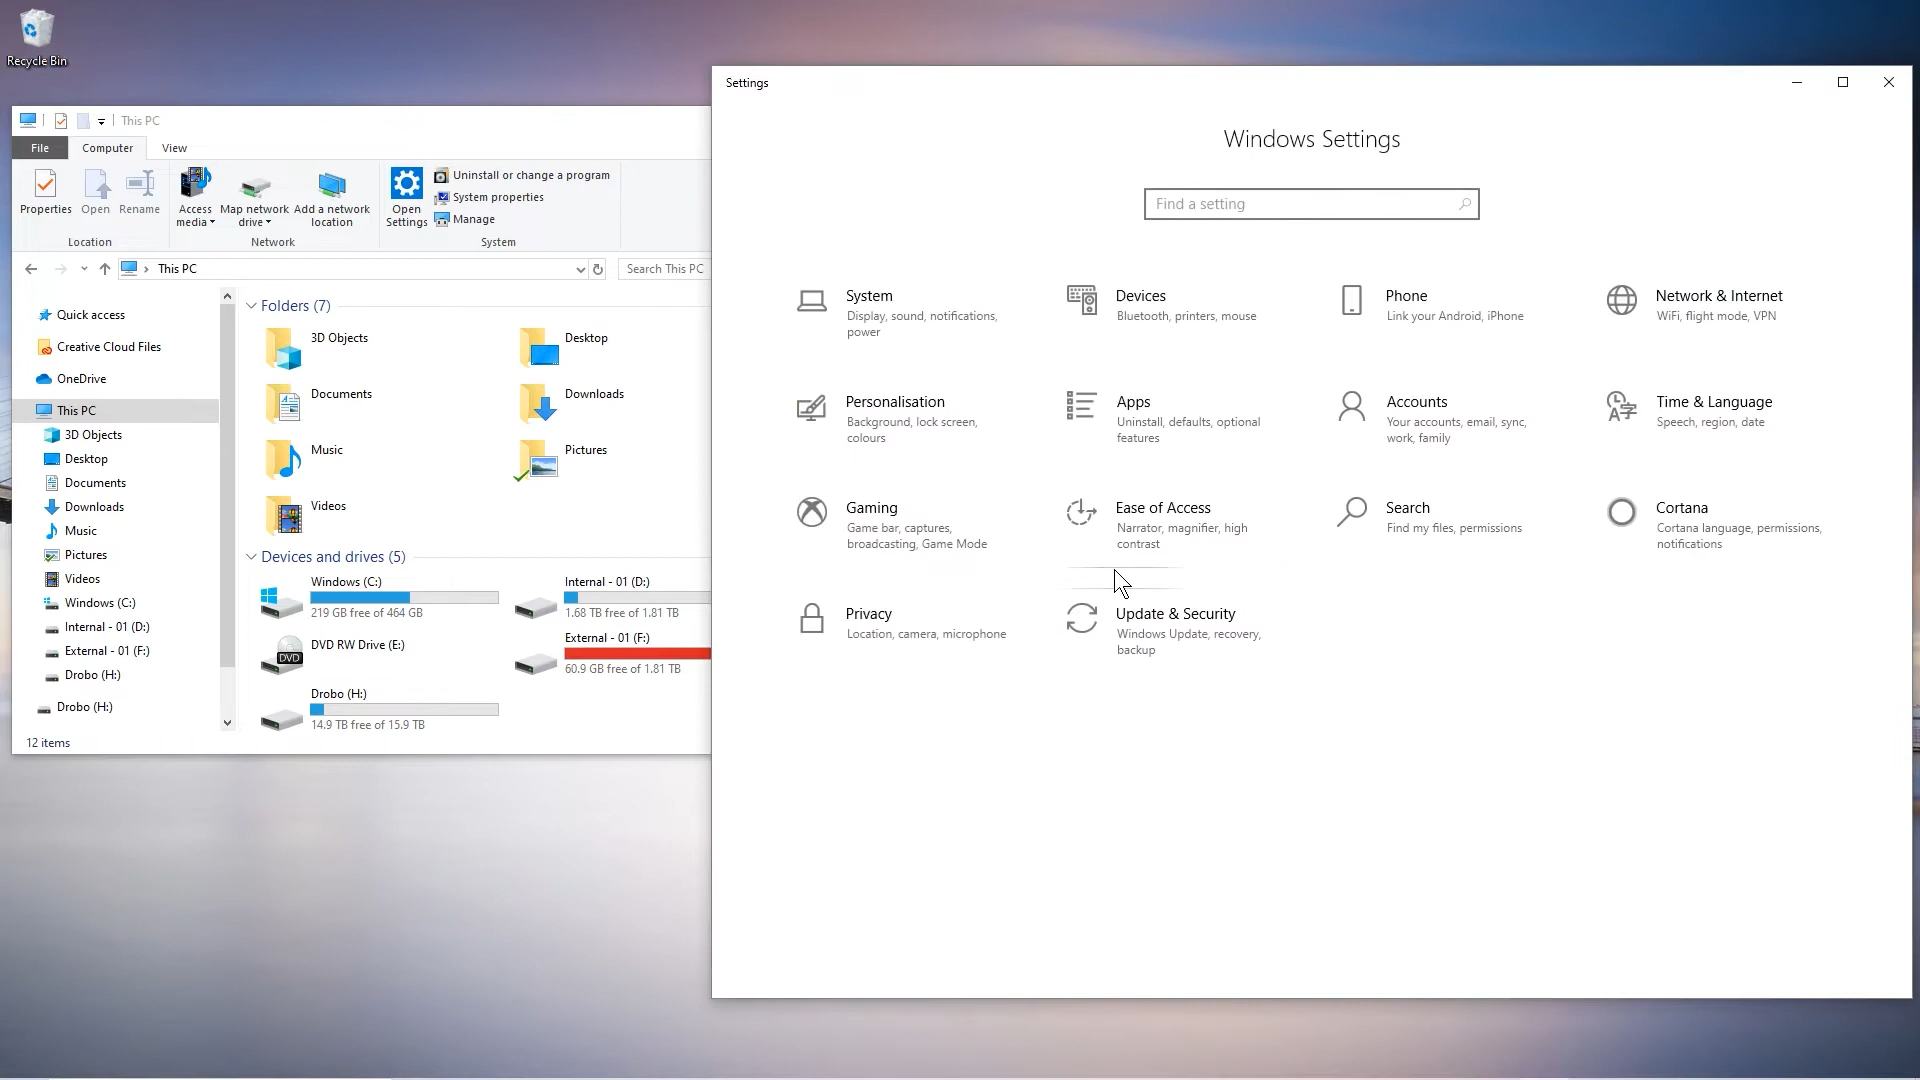 Recycle Bin
This PC
File
Computer
View
Properties
Open
Rename
Access
media
Map network
drive
Add a network
location
Open
Settings
Uninstall or change a program
System properties
Manage
Location
Network
System
This PC
Search This PC
Quick access
Creative Cloud Files
OneDrive
This PC
3D Objects
Desktop
Documents
Downloads
Music
Pictures
Videos
Windows (C:)
Internal - 01 (D:)
External - 01 (F:)
Drobo (H:)
Drobo (H:)
12 items
Folders (7)
3D Objects
Desktop
Documents
Downloads
Music
Pictures
Videos
Devices and drives (5)
Windows (C:)
219 GB free of 464 GB
Internal - 01 (D:)
1.68 TB free of 1.81 TB
DVD
DVD RW Drive (E:)
External - 01 (F:)
60.9 GB free of 1.81 TB
Drobo (H:)
14.9 TB free of 15.9 TB
Settings
Windows Settings
Find a setting
System
Display, sound, notifications,
power
Devices
Bluetooth, printers, mouse
Phone
Link your Android, iPhone
Network & Internet
WiFi, flight mode, VPN
Personalisation
Background, lock screen,
colours
Apps
Uninstall, defaults, optional
features
Accounts
Your accounts, email, sync,
work, family
Time & Language
Speech, region, date
Gaming
Game bar, captures,
broadcasting, Game Mode
Ease of Access
Narrator, magnifier, high
contrast
Search
Find my files, permissions
Cortana
Cortana language, permissions,
notifications
Privacy
Location, camera, microphone
Update & Security
Windows Update, recovery,
backup